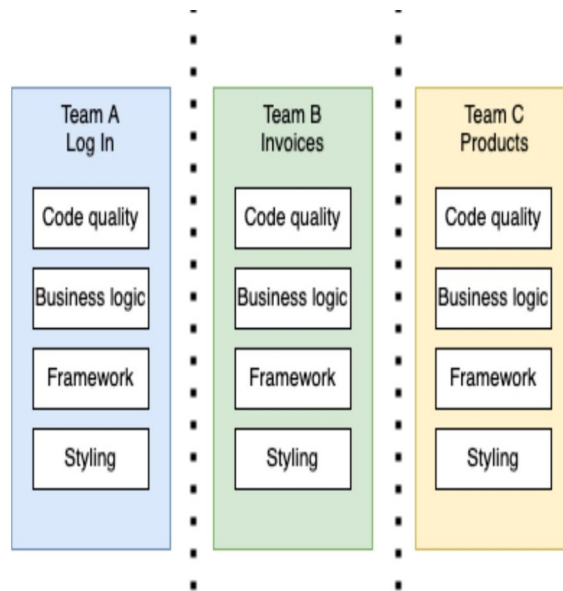 Team A
Log In
Code quality
Business logic
Framework
Styling
Team B
Invoices
Code quality
Business logic
Framework
Styling
Team C
Products
Code quality
Business logic
Framework
Styling